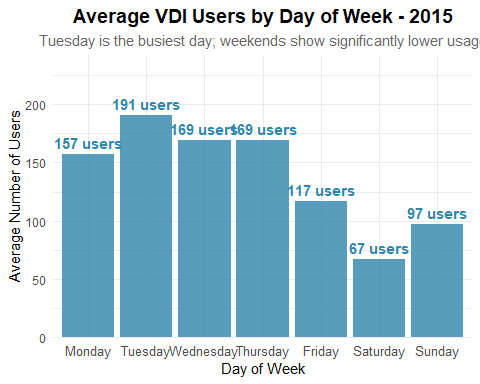 Average VDI Users by Day of Week - 2015
Tuesday is the busiest day; weekends show significantly lower usag
191 users
157 users
169 users
169 users
117 users
97 users
67 users
Average Number of Users
200
150
100
50
0
Monday
Tuesday
Wednesday
Thursday
Friday
Saturday
Sunday
Day of Week